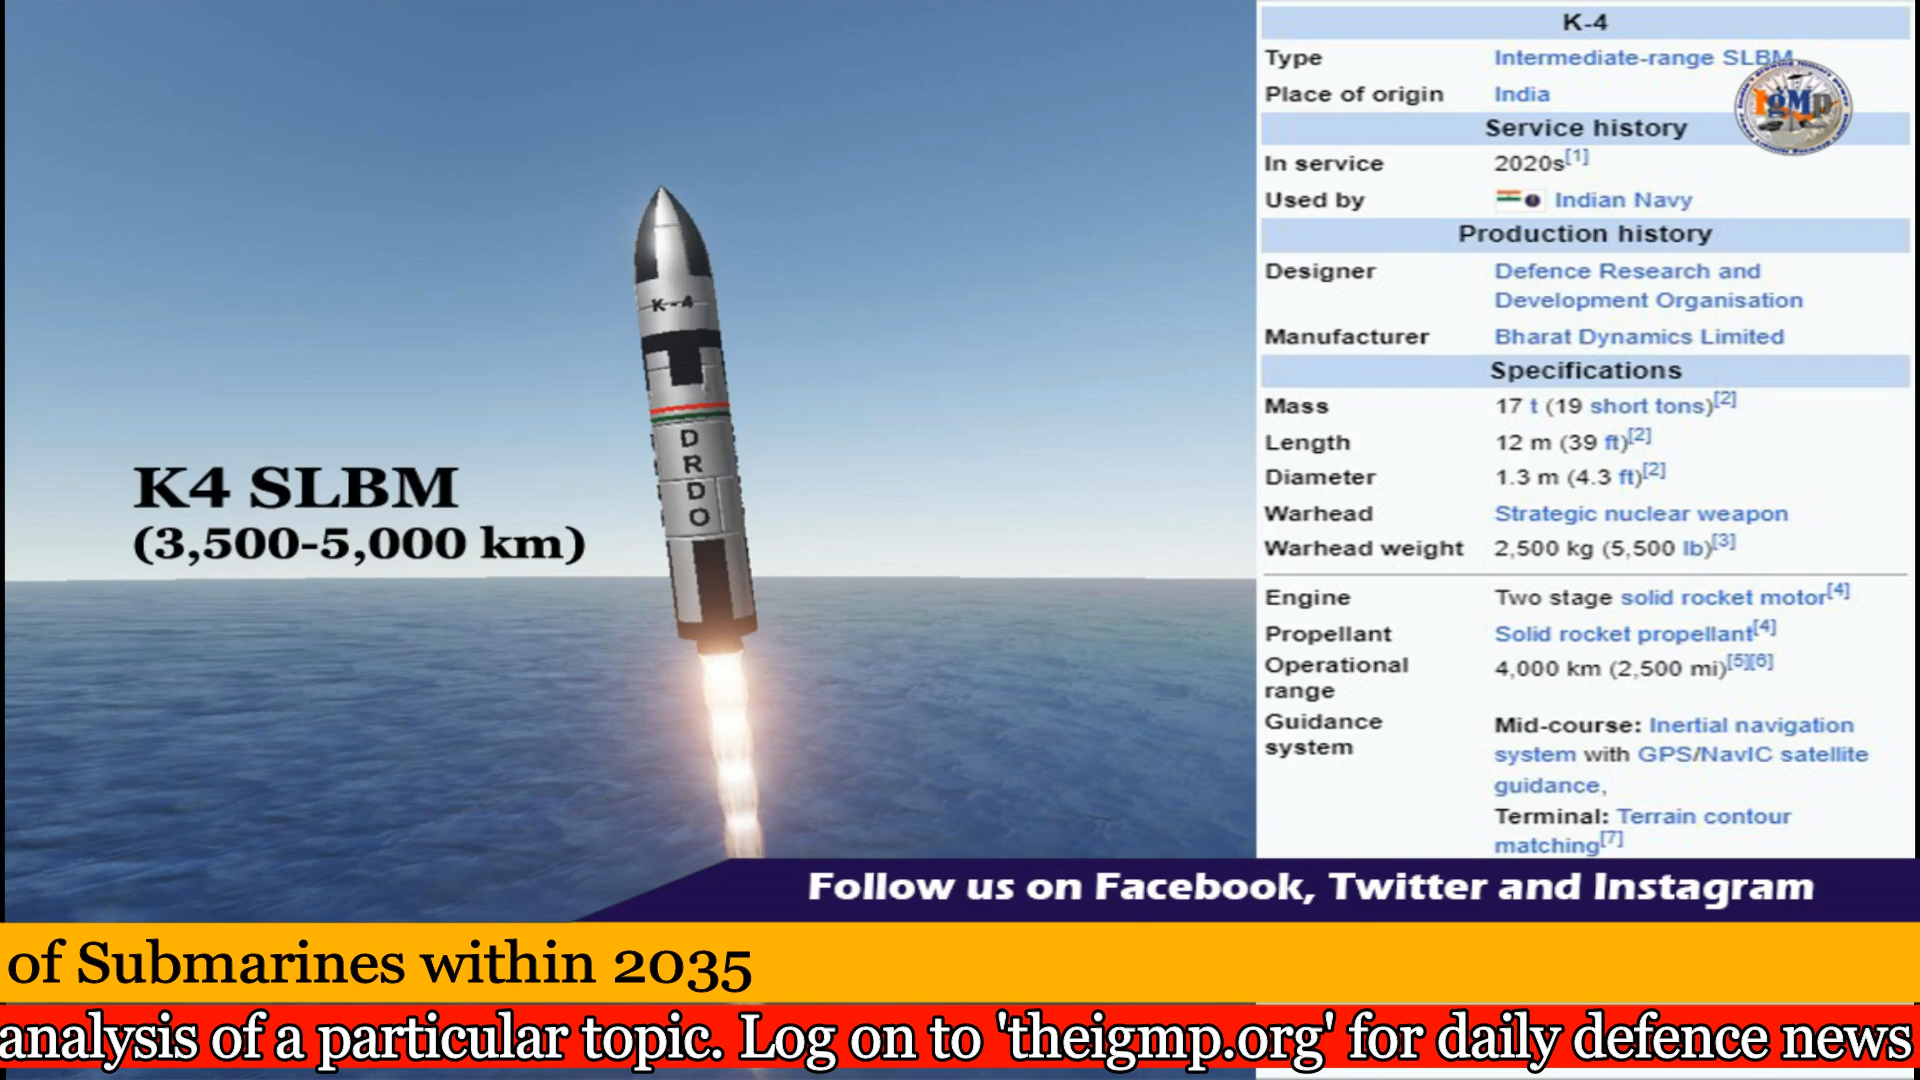 K-4
DRDO
K4 SLBM
(3,500-5,000 km)
K-4
Type Intermediate-range SLBM
Place of origin India
IgMp
Service history
In service 2020s[1]
Used by Indian Navy
Production history
Designer Defence Research and
Development Organisation
Manufacturer Bharat Dynamics Limited
Specifications
Mass 17 t (19 short tons)[2]
Length 12 m (39 ft)[2]
Diameter 1.3 m (4.3 ft)[2]
Warhead Strategic nuclear weapon
Warhead weight 2,500 kg (5,500 lb)[3]
Engine Two stage solid rocket motor[4]
Propellant Solid rocket propellant[4]
Operational range 4,000 km (2,500 mi)[5][6]
Guidance system Mid-course: Inertial navigation
system with GPS/NavIC satellite
guidance,
Terminal: Terrain contour
matching[7]
Follow us on Facebook, Twitter and Instagram
of Submarines within 2035
analysis of a particular topic. Log on to 'theigmp.org' for daily defence news